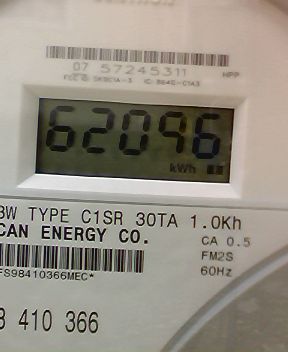 07 57245311 HPP
62096
kWh
3W TYPE C1SR 30TA 1.0Kh
CAN ENERGY CO. CA 0.5
FM2S
FS98410366MEC* 60Hz
410 366